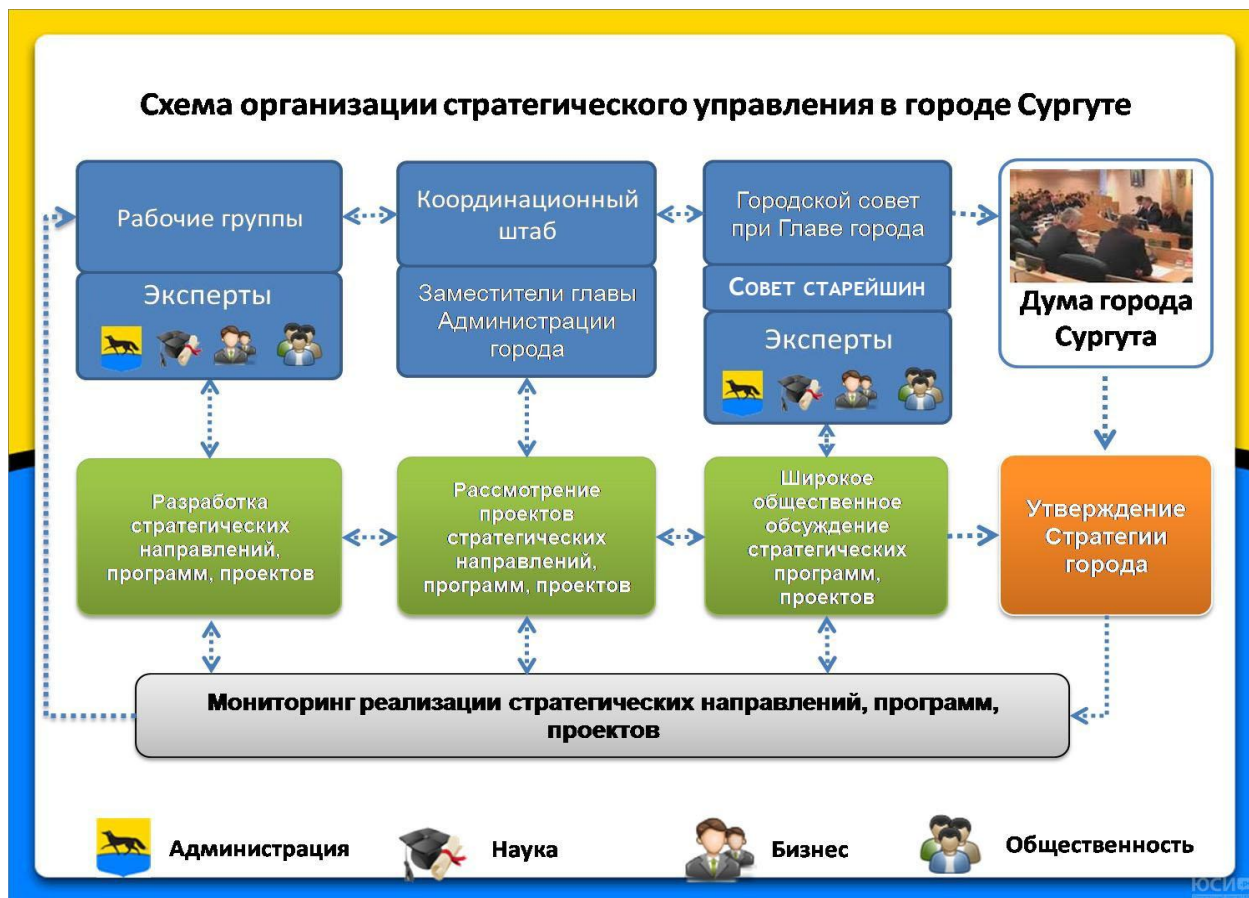 Схема организации стратегического управления в городе Сургуте
Рабочие группы
Эксперты
Координационный
штаб
Заместители главы
Администрации
города
Городской совет
при Главе города
СОВЕТ СТАРЕЙШИН
Эксперты
Дума города
Сургута
Разработка
стратегических
направлений,
программ, проектов
Рассмотрение
проектов
стратегических
направлений,
программ, проектов
Широкое
общественное
обсуждение
стратегических
программ,
проектов
Утверждение
Стратегии
города
Мониторинг реализации стратегических направлений, программ,
проектов
Администрация
Наука
Бизнес
Общественность